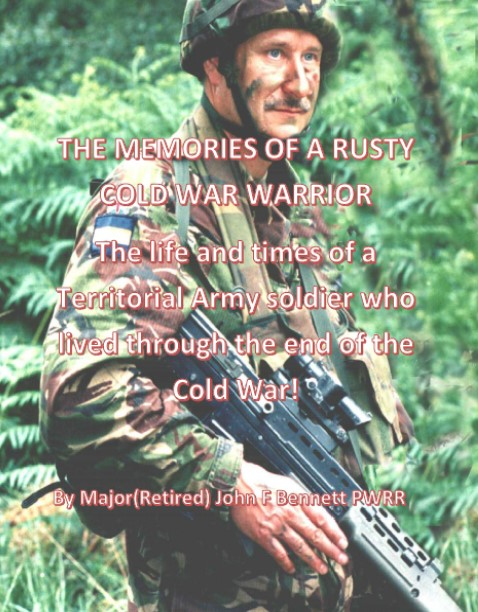 THE MEMORIES OF A RUSTY
COLD WAR WARRIOR
The life and times of a
Territorial Army soldier who
lived through the end of the
Cold War!
By Major(Retired) John F Bennett PWRR